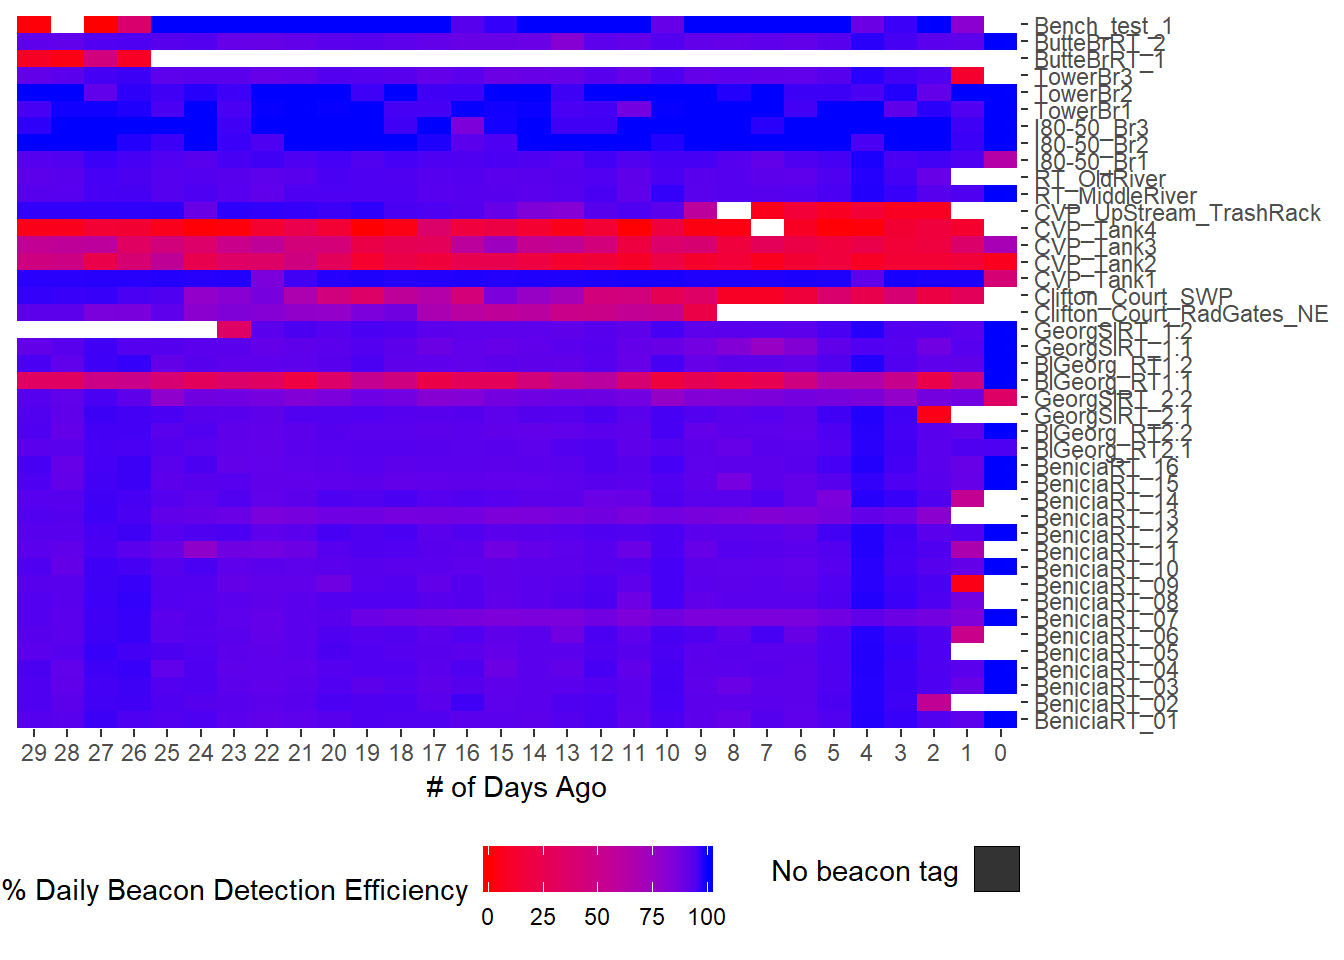 Bench_test_1
ButteBrRT_2
ButteBrRT_1
TowerBr3
TowerBr2
TowerBr1
I80-50_Br3
I80-50_Br2
I80-50_Br1
RT_OldRiver
RT_MiddleRiver
CVP_UpStream_TrashRack
CVP_Tank4
CVP_Tank3
CVP_Tank2
CVP_Tank1
Clifton_Court_SWP
Clifton_Court_RadGates_NE
GeorgSlRT_1.2
GeorgSlRT_1.1
BlGeorg_RT1.2
BlGeorg_RT1.1
GeorgSlRT_2.2
GeorgSlRT_2.1
BlGeorg_RT2.2
BlGeorg_RT2.1
BeniciaRT_16
BeniciaRT_15
BeniciaRT_14
BeniciaRT_13
BeniciaRT_12
BeniciaRT_11
BeniciaRT_10
BeniciaRT_09
BeniciaRT_08
BeniciaRT_07
BeniciaRT_06
BeniciaRT_05
BeniciaRT_04
BeniciaRT_03
BeniciaRT_02
BeniciaRT_01
29 28 27 26 25 24 23 22 21 20 19 18 17 16 15 14 13 12 11 10 9 8 7 6 5 4 3 2 1 0
# of Days Ago
% Daily Beacon Detection Efficiency
0 25 50 75 100
No beacon tag